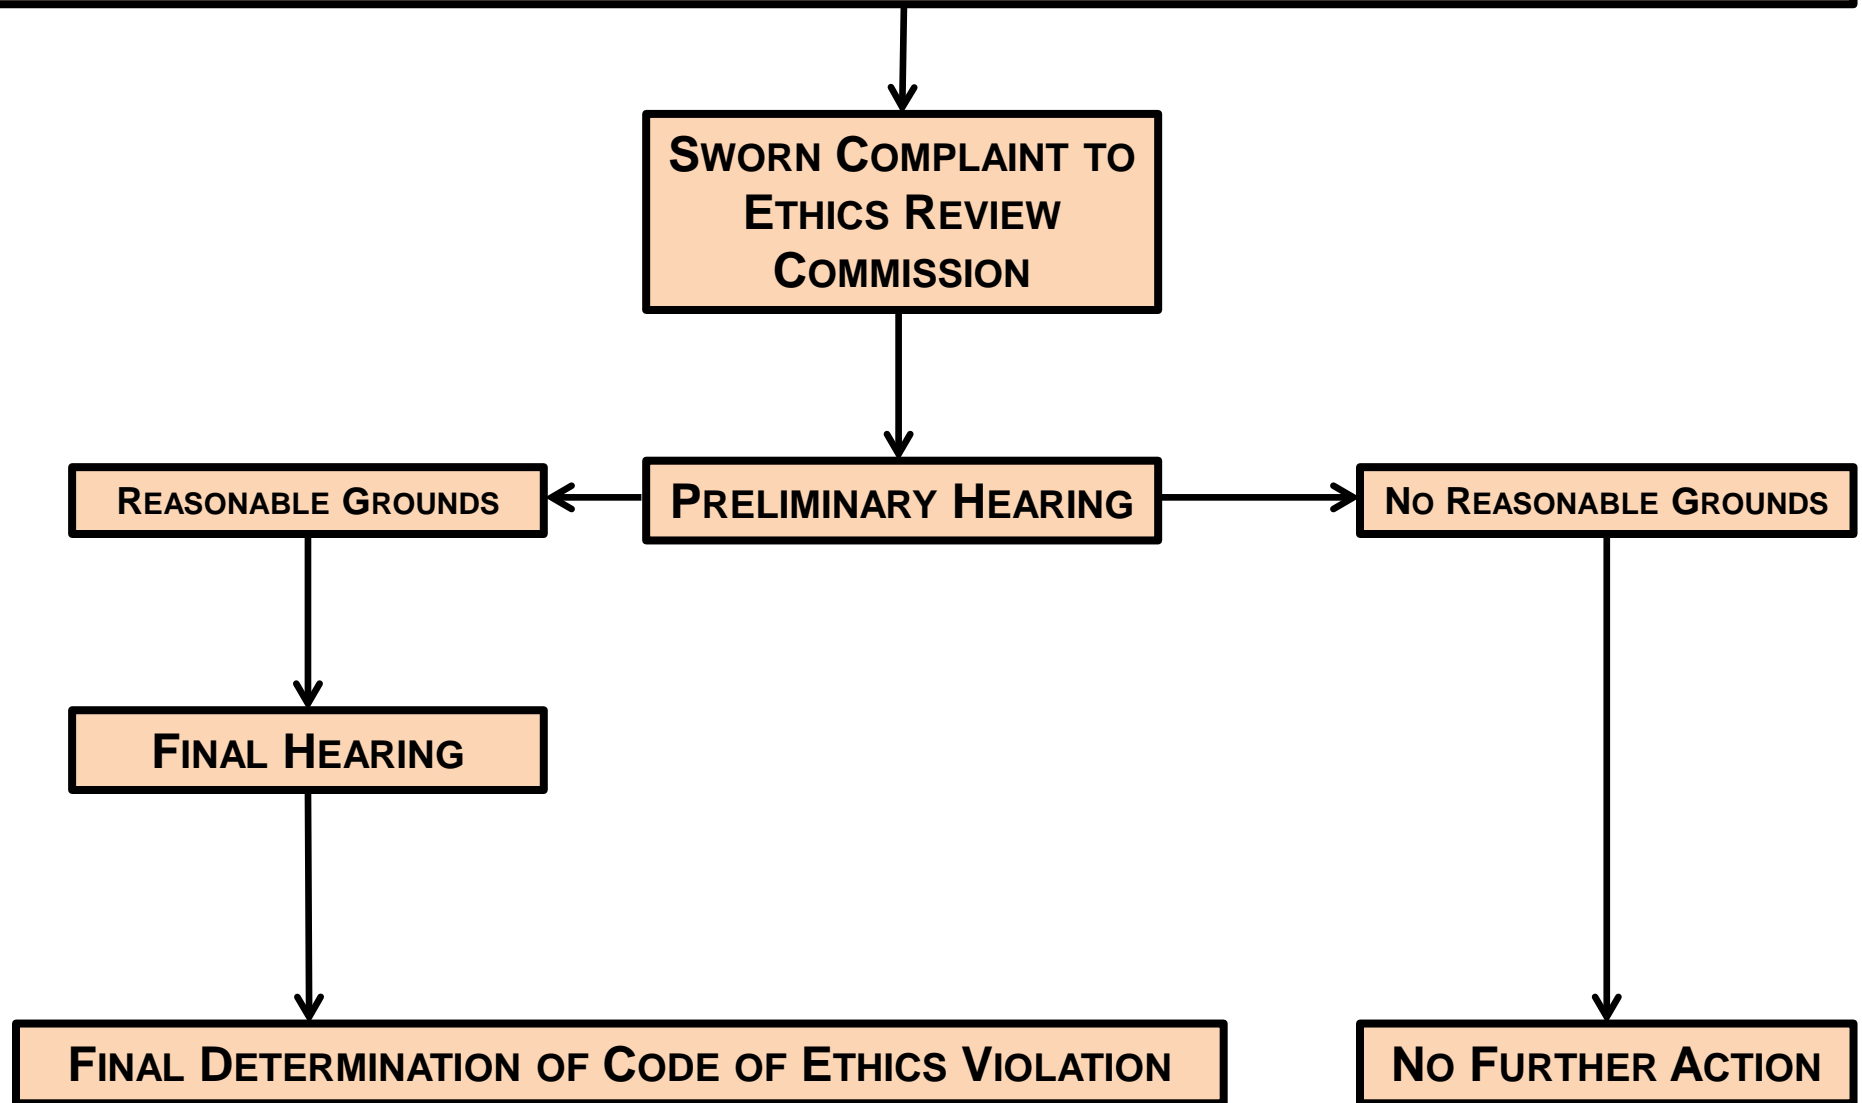 SWORN COMPLAINT TO
ETHICS REVIEW
COMMISSION
REASONABLE GROUNDS
PRELIMINARY HEARING
NO REASONABLE GROUNDS
FINAL HEARING
FINAL DETERMINATION OF CODE OF ETHICS VIOLATION
NO FURTHER ACTION